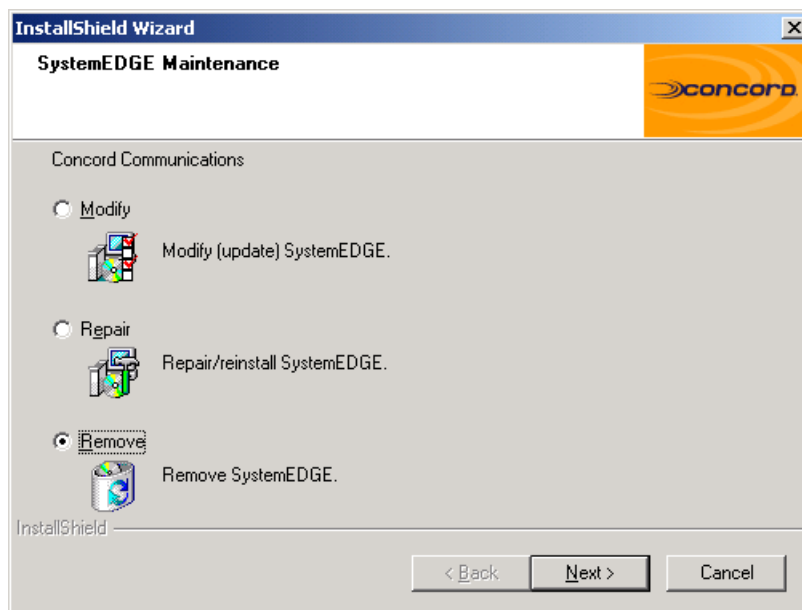 InstallShield Wizard
SystemEDGE Maintenance
concord
Concord Communications
Modify
Modify (update) SystemEDGE.
Repair
Repair/reinstall SystemEDGE.
Remove
Remove SystemEDGE.
InstallShield
< Back
Next >
Cancel